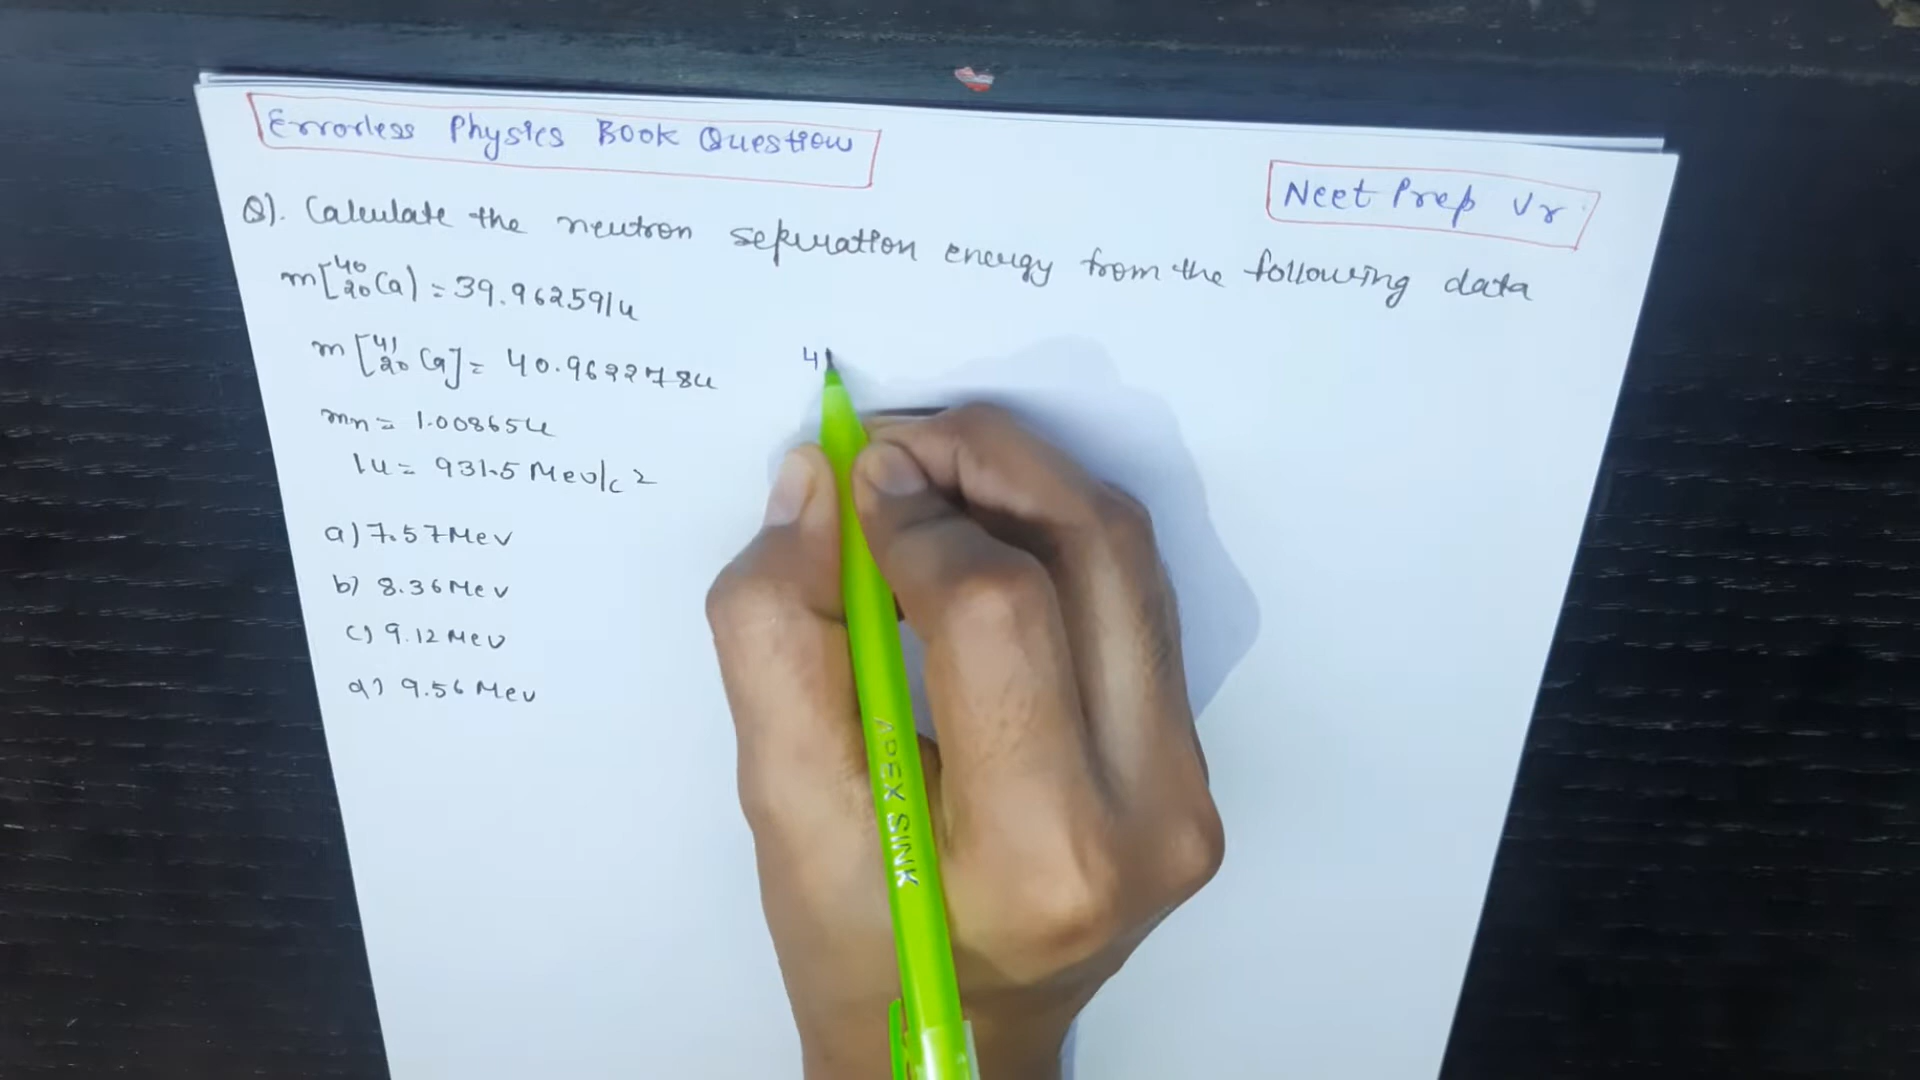 Errorless Physics Book Question
Neet Prep Vr
Q). Calculate the neutron sepuration energy from the following data
m[⁴⁰₂₀Ca) = 39.962591u
m[⁴¹₂₀Ca] = 40.962278u
mn = 1.00865u
1u = 931.5 Mev/c2
41
a) 7.57 Mev
b) 8.36 Mev
c) 9.12 Mev
d) 9.56 Mev
APEX SINK